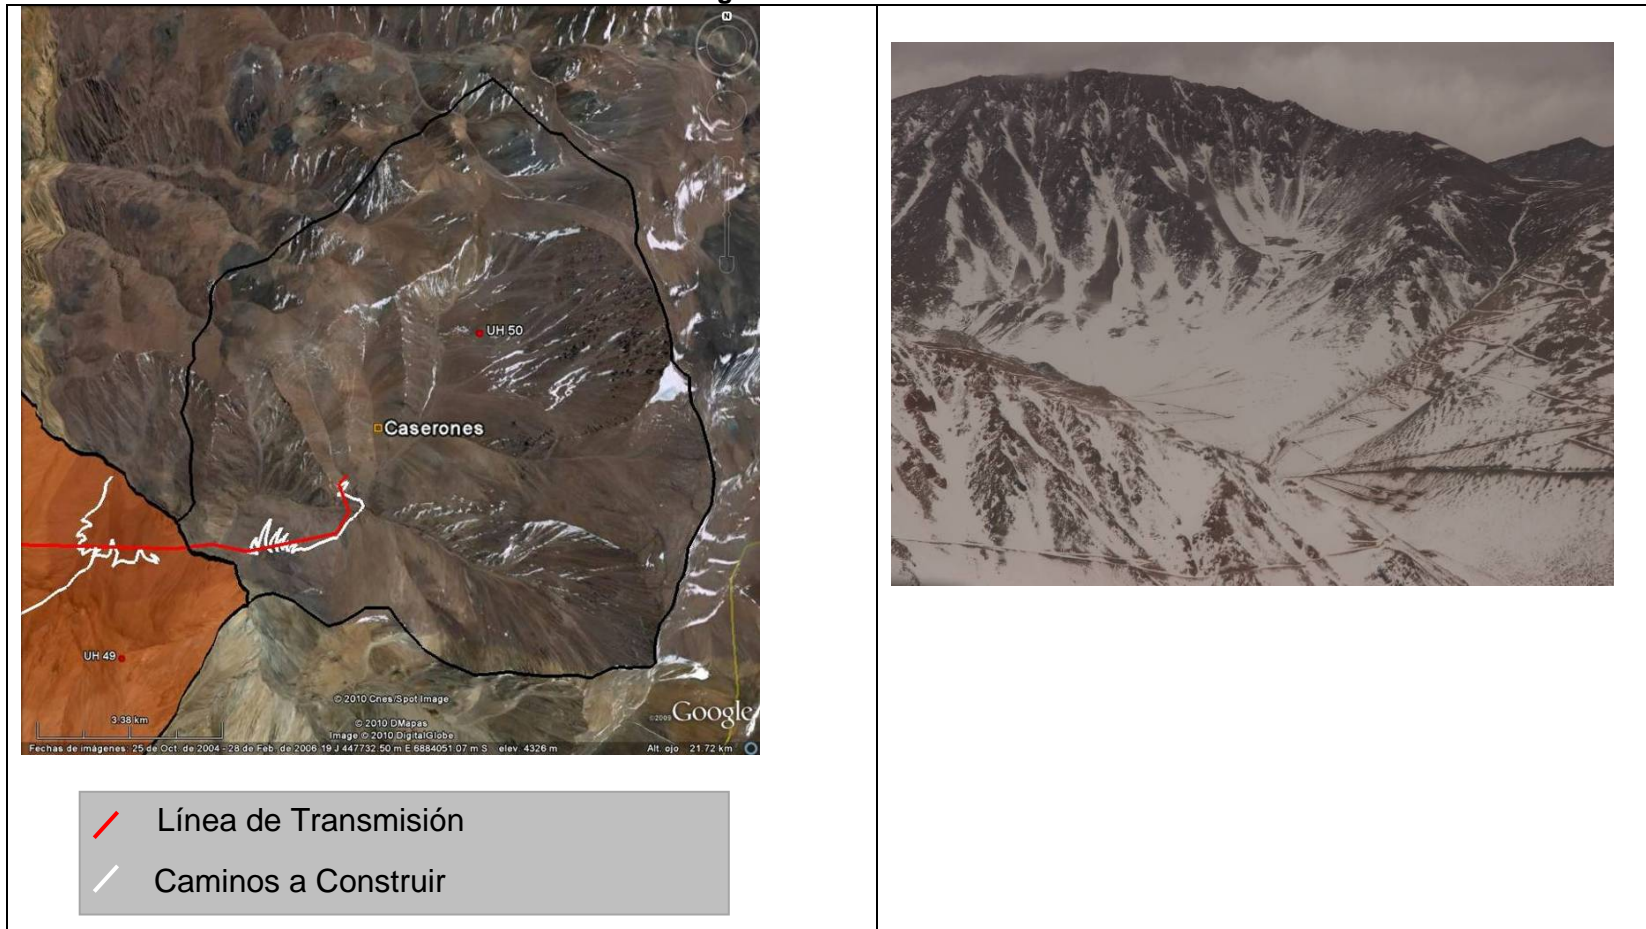 N
UH 50
Caserones
UH 49
3.38 km
© 2010 Cnes/Spot Image
© 2010 DMapas
Image © 2010 DigitalGlobe
©2009 Google
Fechas de imágenes: 25 de Oct. de 2004 - 28 de Feb. de 2006 19 J 447732.50 m E 6884051.07 m S elev. 4326 m Alt. ojo 21.72 km
Línea de Transmisión
Caminos a Construir